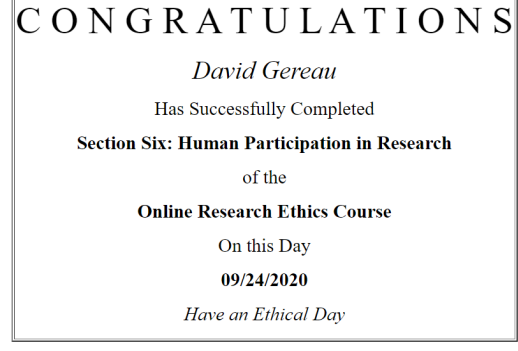 CONGRATULATIONS
David Gereau
Has Successfully Completed
Section Six: Human Participation in Research
of the
Online Research Ethics Course
On this Day
09/24/2020
Have an Ethical Day